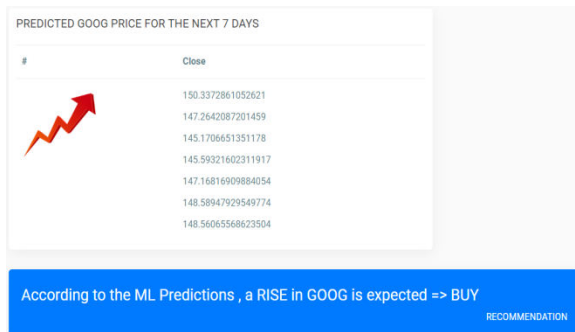 PREDICTED GOOG PRICE FOR THE NEXT 7 DAYS
# Close
150.3372861052621
147.2642087201459
145.1706651351178
145.59321602311917
147.16816909884054
148.58947929549774
148.56065568623504
According to the ML Predictions , a RISE in GOOG is expected => BUY
RECOMMENDATION